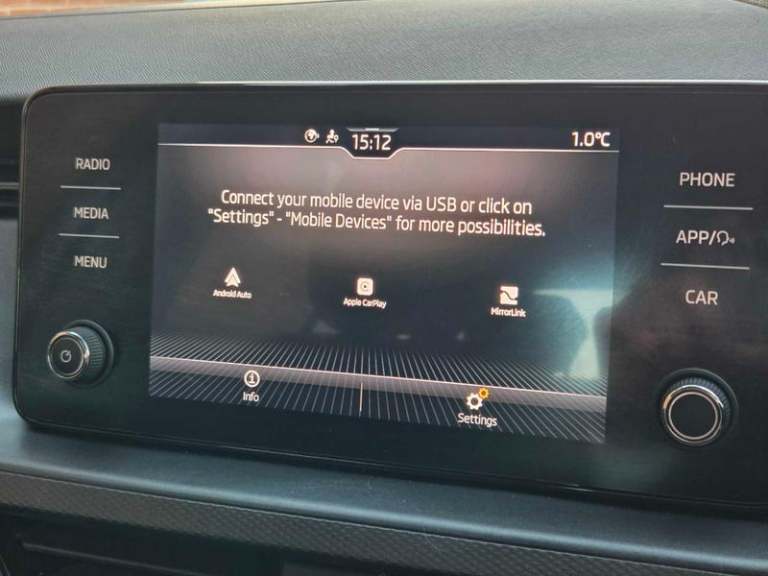 15:12
1.0°C
RADIO
MEDIA
MENU
Connect your mobile device via USB or click on
"Settings" - "Mobile Devices" for more possibilities.
Android Auto
Apple CarPlay
MirrorLink
Info
Settings
PHONE
APP/
CAR